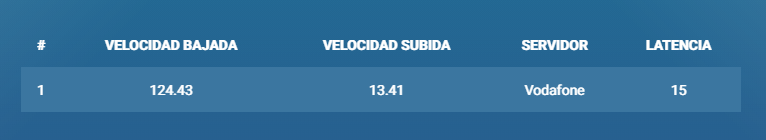 # VELOCIDAD BAJADA VELOCIDAD SUBIDA SERVIDOR LATENCIA
1 124.43 13.41 Vodafone 15